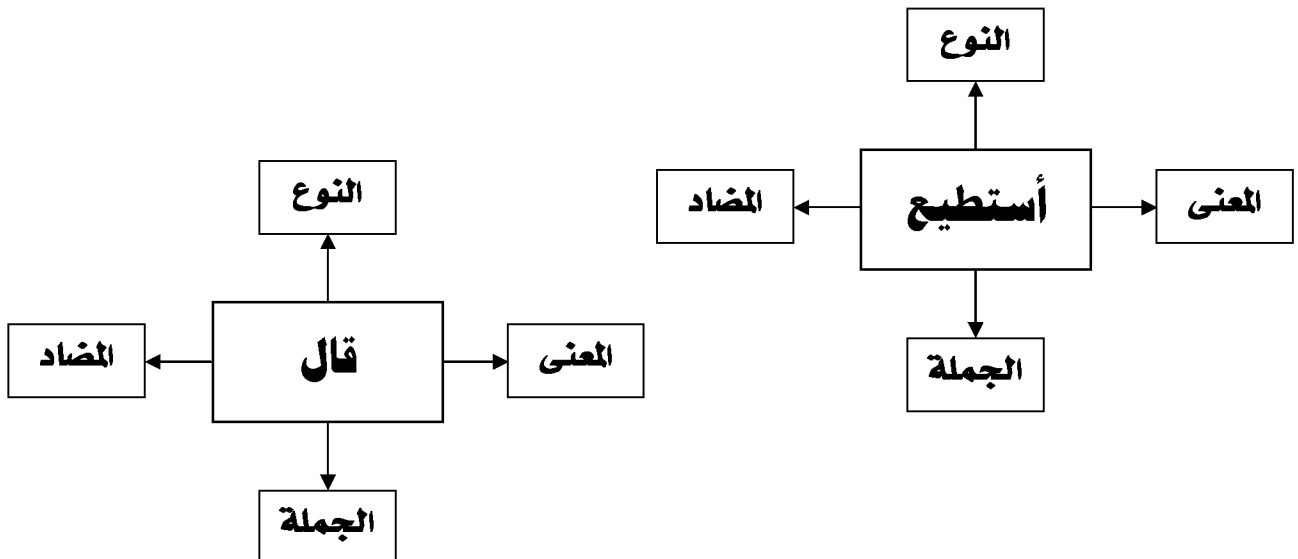 النوع
المعنى
أستطيع
المضاد
الجملة
النوع
المعنى
قال
المضاد
الجملة